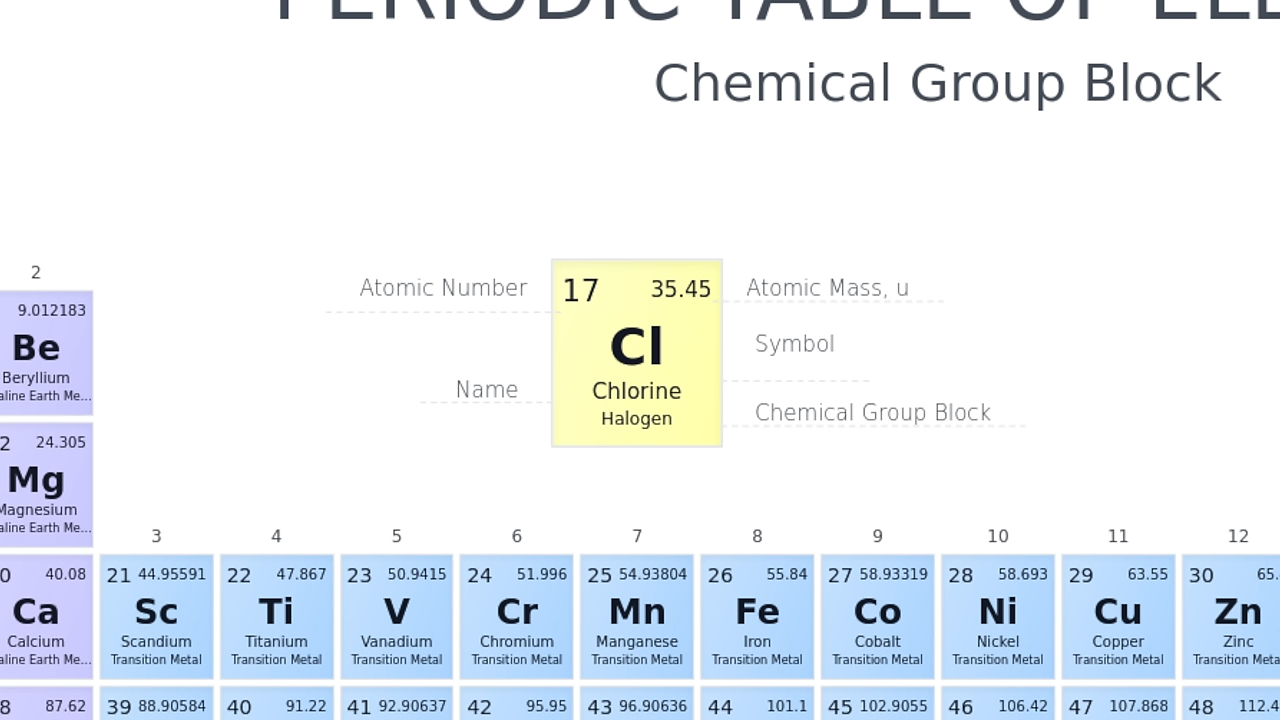 PERIODIC TABLE OF
Chemical Group Block
2
Atomic Number
17 35.45
Atomic Mass, u
9.012183
Be
Beryllium
Cl
Symbol
Name
Chlorine
Halogen
Chemical Group Block
24.305
Mg
Magnesium
3 4 5 6 7 8 9 10 11 12
40.08 21 44.95591 22 47.867 23 50.9415 24 51.996 25 54.93804 26 55.84 27 58.93319 28 58.693 29 63.55 30
Ca Sc Ti V Cr Mn Fe Co Ni Cu Zn
Calcium Scandium Titanium Vanadium Chromium Manganese Iron Cobalt Nickel Copper Zinc
Earth Me... Transition Metal Transition Metal Transition Metal Transition Metal Transition Metal Transition Metal Transition Metal Transition Metal Transition Metal Transition
87.62 39 88.90584 40 91.22 41 92.90637 42 95.95 43 96.90636 44 101.1 45 102.9055 46 106.42 47 107.868 48